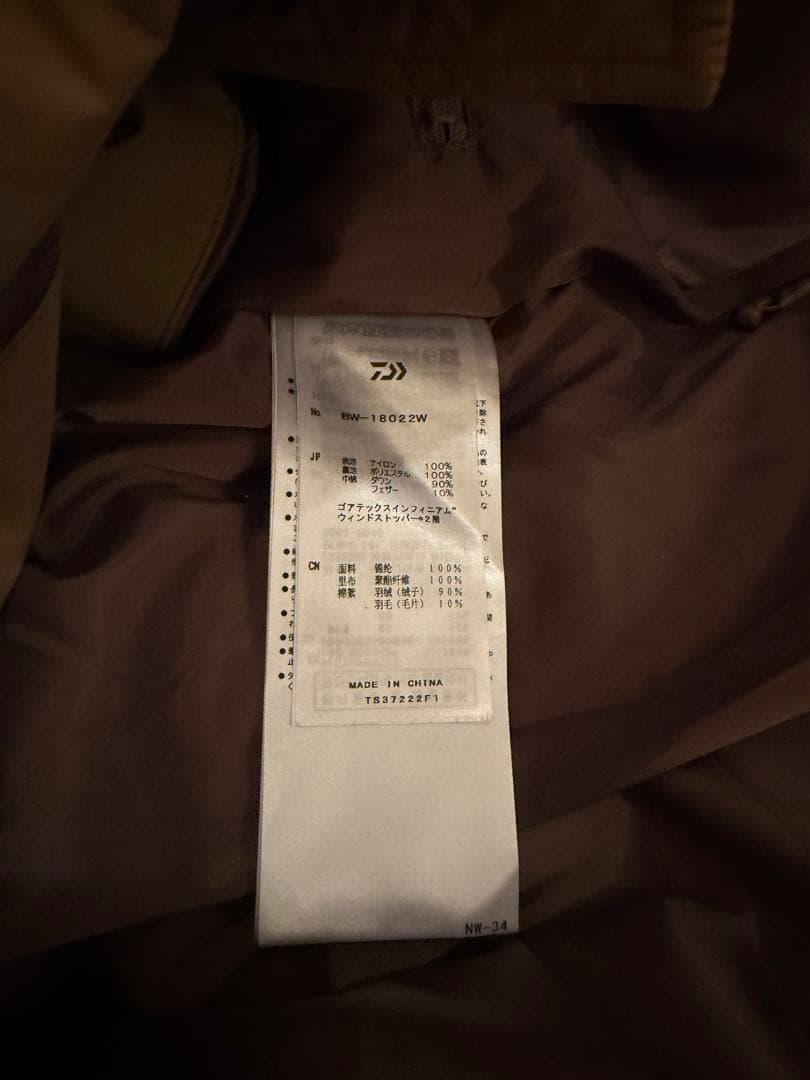 No. BW-18022W
JP 表地 ナイロン 100%
裏地 ポリエステル 100%
中綿 ダウン 90%
フェザー 10%
ゴアテックスインフィニアム™
ウィンドストッパー®2層
CN 面料 锦纶 100%
里布 聚酯纤维 100%
棉絮 羽绒(绒子) 90%
羽毛(毛片) 10%
MADE IN CHINA
TS37222F1
NW-34